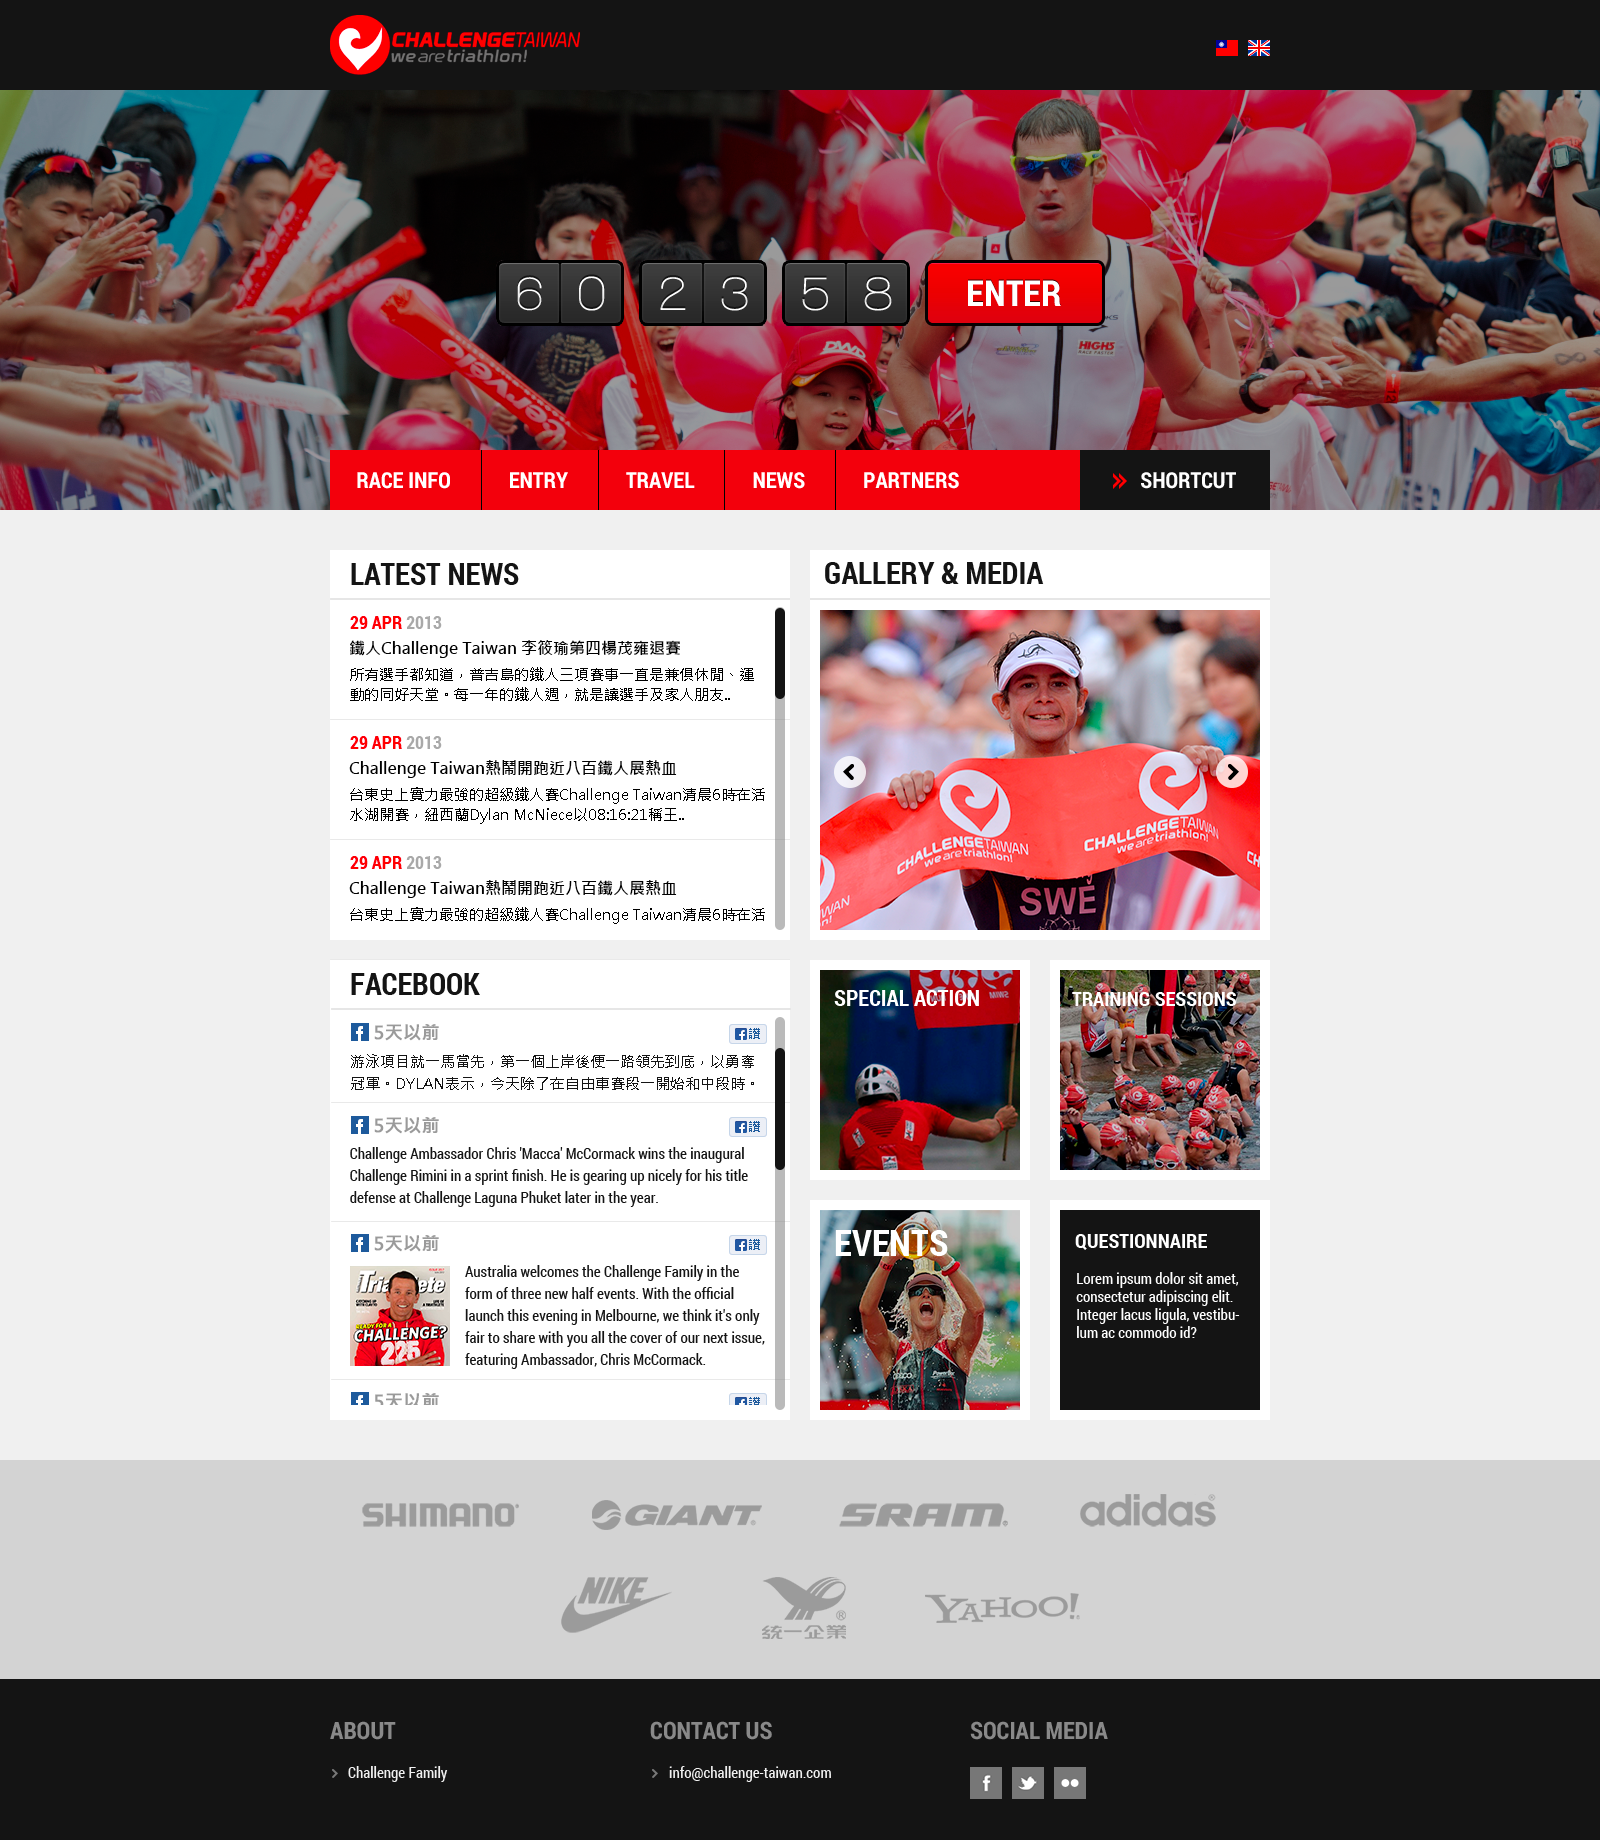 CHALLENGETAIWAN
we are triathlon!
60 23 58 ENTER
cervelo
HIGH5
RACE INFO ENTRY TRAVEL NEWS PARTNERS SHORTCUT
LATEST NEWS
29 APR 2013
鐵人Challenge Taiwan 李筱瑜第四楊茂雍退賽
所有選手都知道，普吉島的鐵人三項賽事一直是兼俱休閒、運
動的同好天堂。每一年的鐵人週，就是讓選手及家人朋友..
29 APR 2013
Challenge Taiwan熱鬧開跑近八百鐵人展熱血
台東史上實力最強的超級鐵人賽Challenge Taiwan清晨6時在活
水湖開賽，紐西蘭Dylan McNiece以08:16:21稱王..
29 APR 2013
Challenge Taiwan熱鬧開跑近八百鐵人展熱血
台東史上實力最強的超級鐵人賽Challenge Taiwan清晨6時在活
GALLERY & MEDIA
CHALLENGETAIWAN
we are triathlon!
CHALLENGETAIWAN
we are triathlon!
SWE
FACEBOOK
5天以前 讚
游泳項目就一馬當先，第一個上岸後便一路領先到底，以勇奪
冠軍。DYLAN表示，今天除了在自由車賽段一開始和中段時。
5天以前 讚
Challenge Ambassador Chris 'Macca' McCormack wins the inaugural
Challenge Rimini in a sprint finish. He is gearing up nicely for his title
defense at Challenge Laguna Phuket later in the year.
5天以前 讚
READY FOR A
CHALLENGE?
226
Australia welcomes the Challenge Family in the
form of three new half events. With the official
launch this evening in Melbourne, we think it's only
fair to share with you all the cover of our next issue,
featuring Ambassador, Chris McCormack.
5天以前 讚
SPECIAL ACTION
TRAINING SESSIONS
EVENTS
QUESTIONNAIRE
Lorem ipsum dolor sit amet,
consectetur adipiscing elit.
Integer lacus ligula, vestibu-
lum ac commodo id?
SHIMANO GIANT SRAM adidas
NIKE 統一企業 YAHOO!
ABOUT
Challenge Family
CONTACT US
info@challenge-taiwan.com
SOCIAL MEDIA